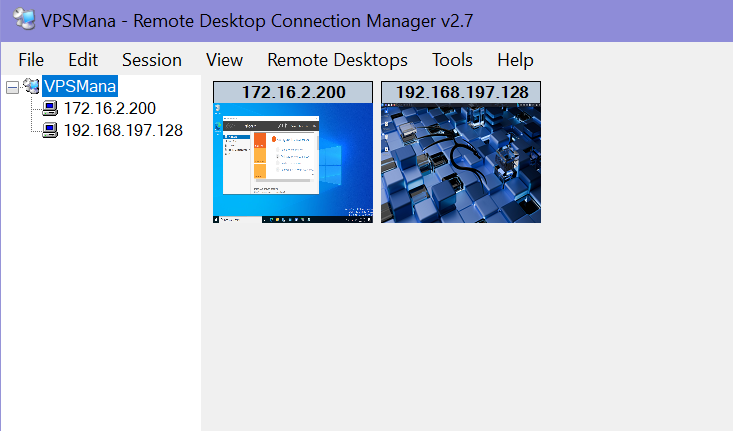 VPSMana - Remote Desktop Connection Manager v2.7
File Edit Session View Remote Desktops Tools Help
VPSMana
172.16.2.200
192.168.197.128
172.16.2.200 192.168.197.128